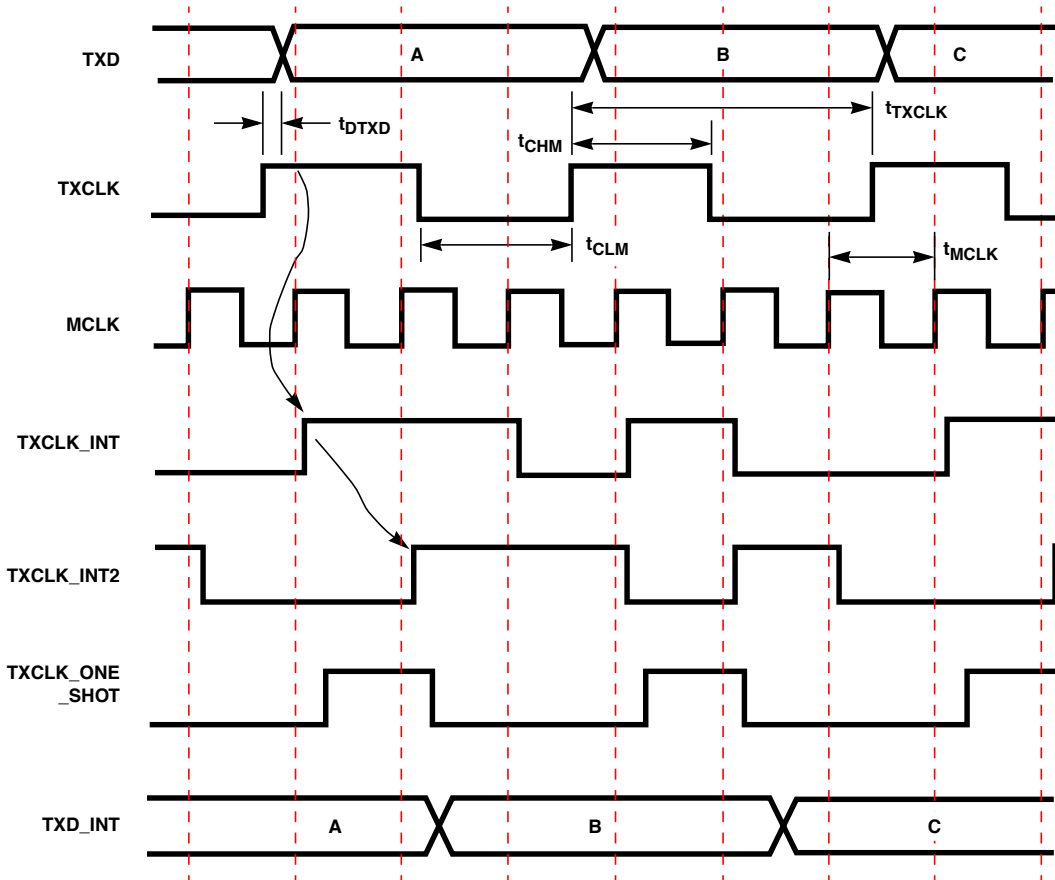 TXD
A
B
C
tDTXD
tTXCLK
tCHM
TXCLK
tCLM
tMCLK
MCLK
TXCLK_INT
TXCLK_INT2
TXCLK_ONE
_SHOT
TXD_INT
A
B
C